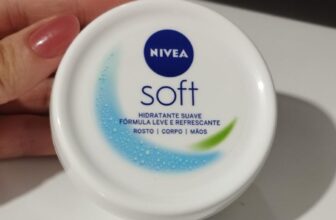 NIVEA
soft
HIDRATANTE SUAVE
FÓRMULA LEVE E REFRESCANTE
ROSTO | CORPO | MÃOS